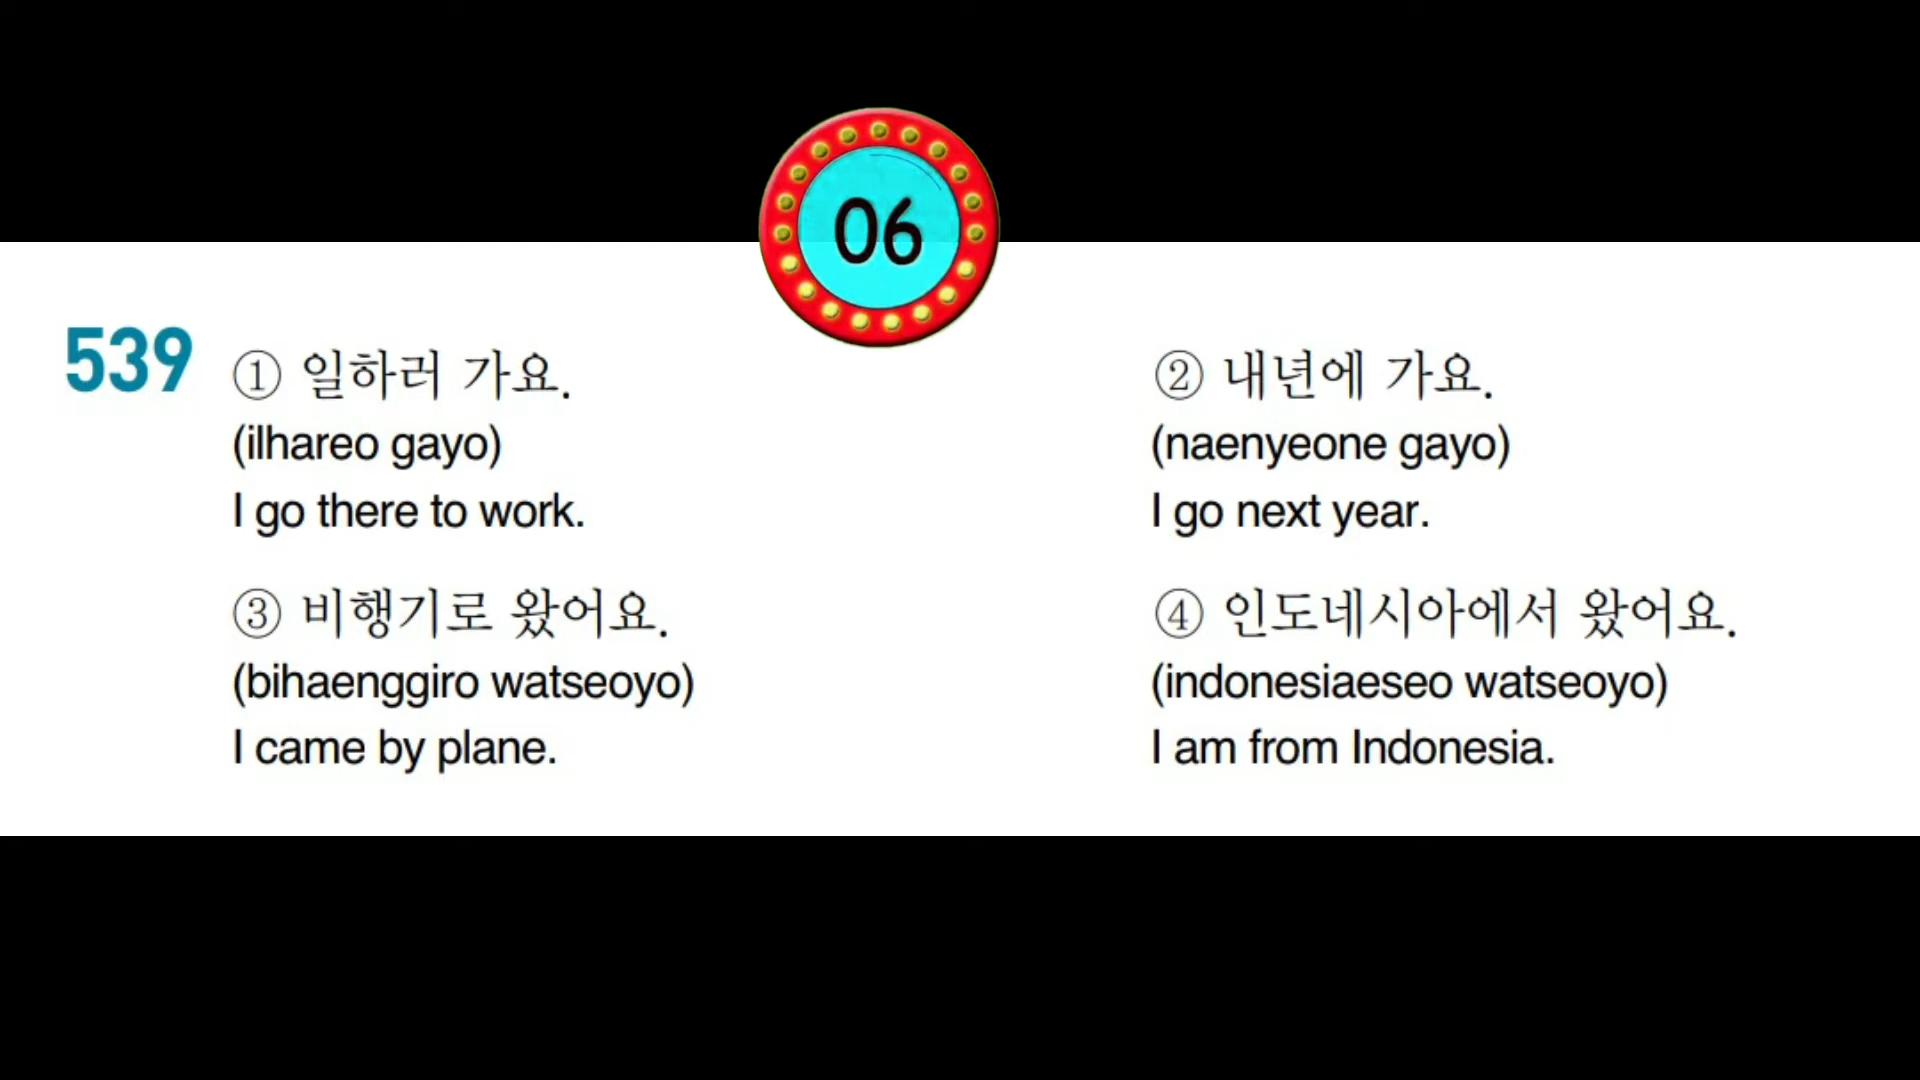 06
539
① 일하러 가요.
(ilhareo gayo)
I go there to work.
② 내년에 가요.
(naenyeone gayo)
I go next year.
③ 비행기로 왔어요.
(bihaenggiro watseoyo)
I came by plane.
④ 인도네시아에서 왔어요.
(indonesiaeseo watseoyo)
I am from Indonesia.